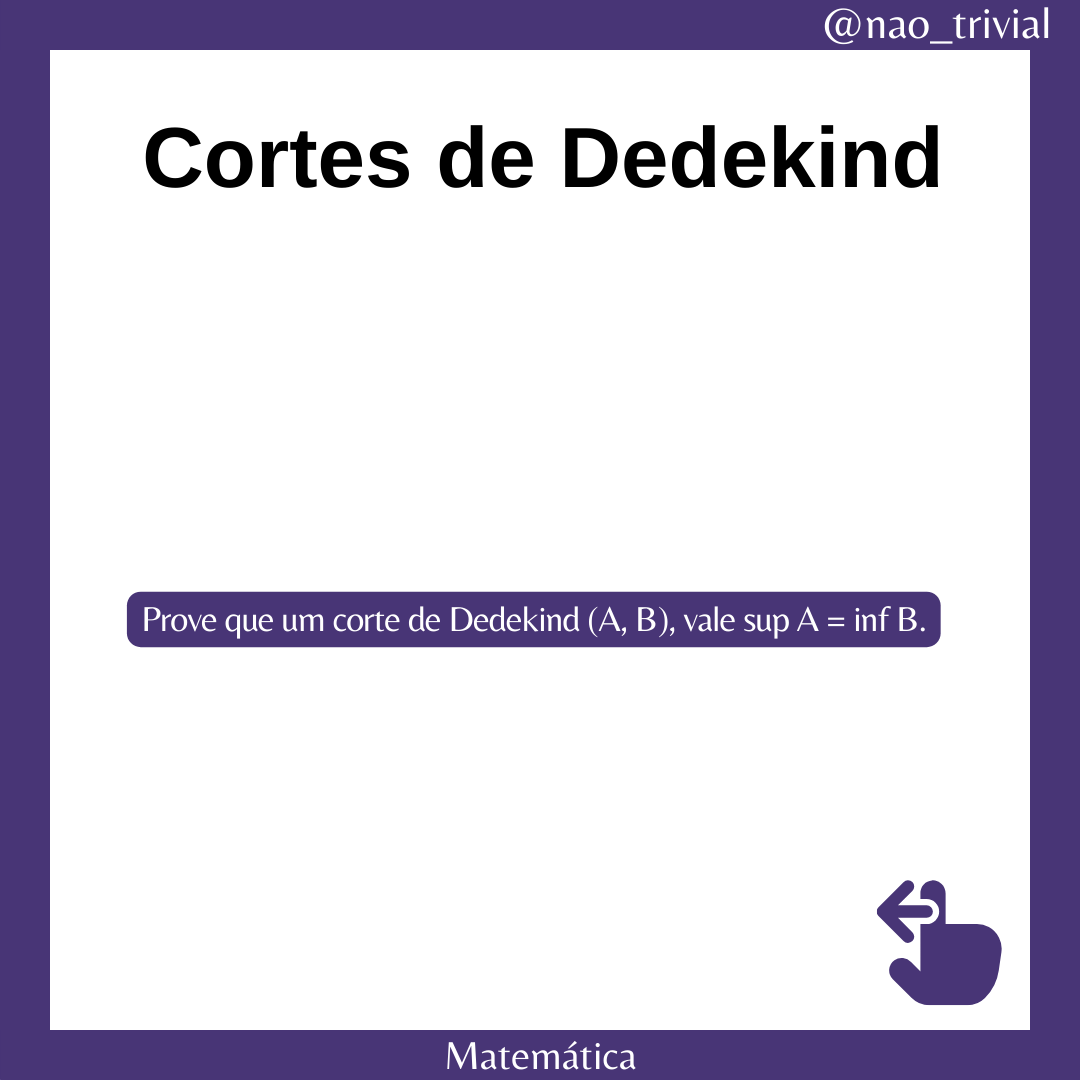 @nao_trivial
Cortes de Dedekind
Prove que um corte de Dedekind (A, B), vale sup A = inf B.
Matemática